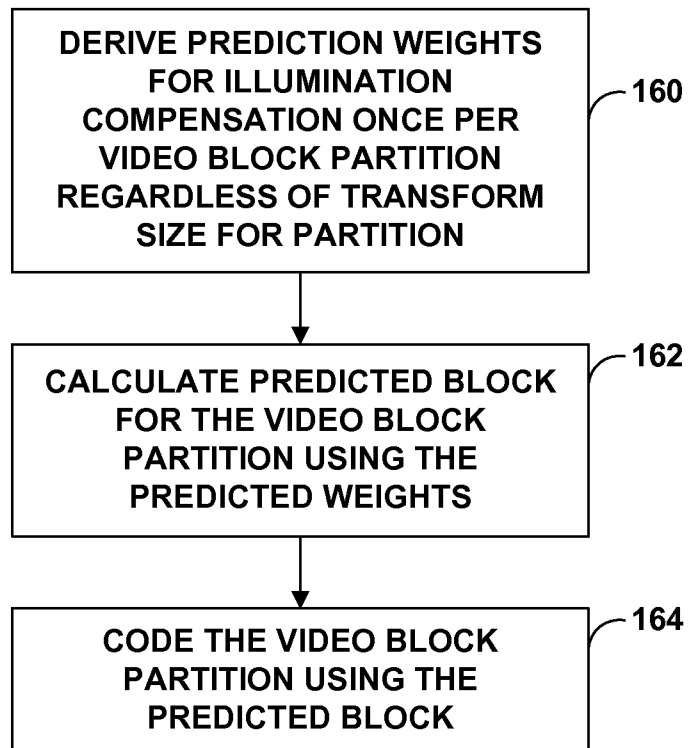 DERIVE PREDICTION WEIGHTS
FOR ILLUMINATION
COMPENSATION ONCE PER
VIDEO BLOCK PARTITION
REGARDLESS OF TRANSFORM
SIZE FOR PARTITION
160
CALCULATE PREDICTED BLOCK
FOR THE VIDEO BLOCK
PARTITION USING THE
PREDICTED WEIGHTS
162
CODE THE VIDEO BLOCK
PARTITION USING THE
PREDICTED BLOCK
164